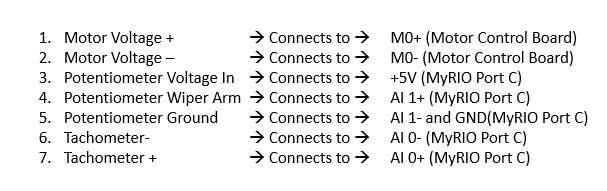 1. Motor Voltage + → Connects to → M0+ (Motor Control Board)
2. Motor Voltage – → Connects to → M0- (Motor Control Board)
3. Potentiometer Voltage In → Connects to → +5V (MyRIO Port C)
4. Potentiometer Wiper Arm → Connects to → AI 1+ (MyRIO Port C)
5. Potentiometer Ground → Connects to → AI 1- and GND(MyRIO Port C)
6. Tachometer- → Connects to → AI 0- (MyRIO Port C)
7. Tachometer + → Connects to → AI 0+ (MyRIO Port C)